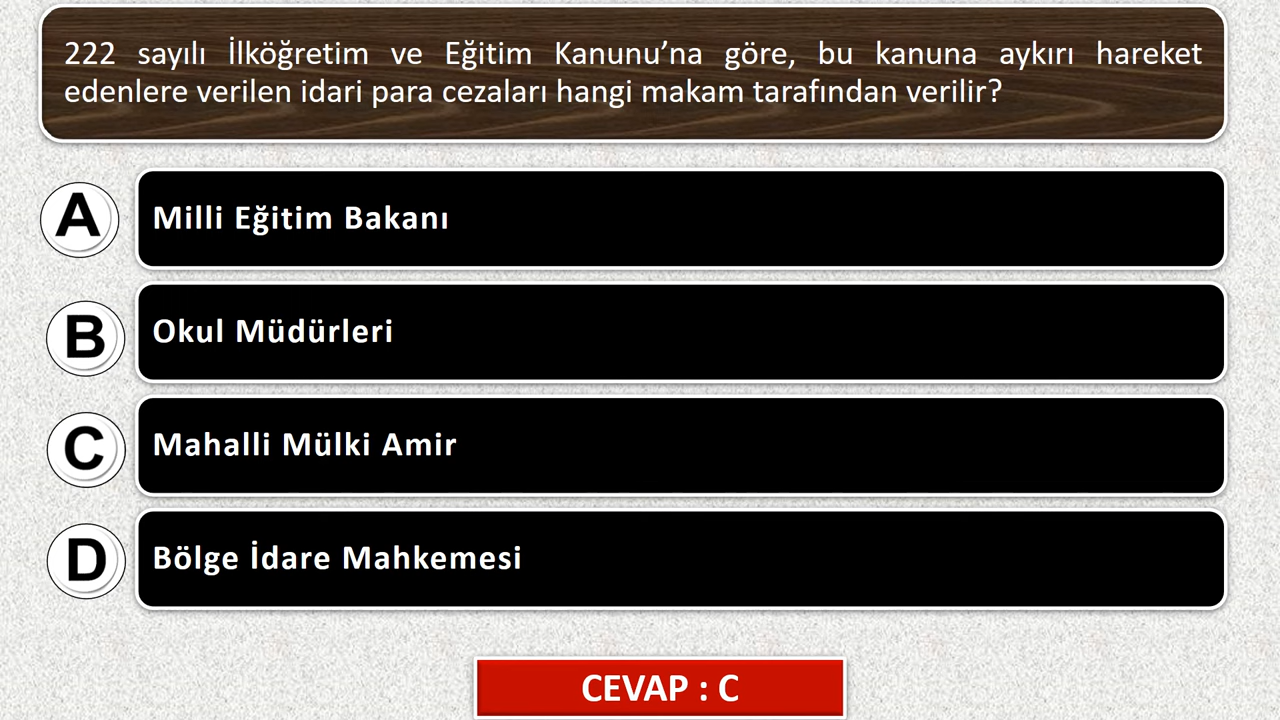 222 sayılı İlköğretim ve Eğitim Kanunu’na göre, bu kanuna aykırı hareket
edenlere verilen idari para cezaları hangi makam tarafından verilir?
A Milli Eğitim Bakanı
B Okul Müdürleri
C Mahalli Mülki Amir
D Bölge İdare Mahkemesi
CEVAP : C